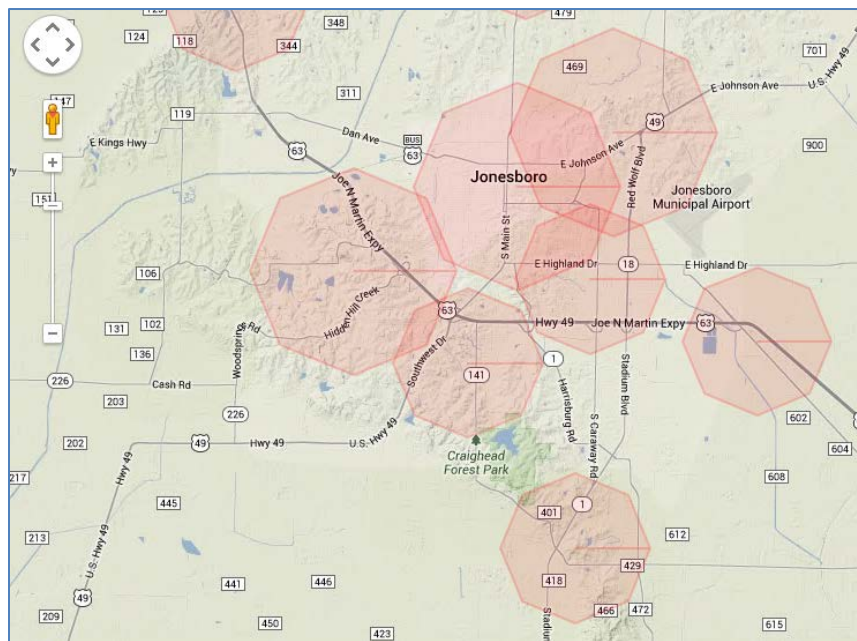 123
124
118
344
348
479
469
701
U.S. Hwy 49
147
311
E Johnson Ave
49
119
Dan Ave
BUS
63
E Kings Hwy
63
E Johnson Ave
Red Wolf Blvd
900
151
Jonesboro
Jonesboro
Municipal Airport
Joe N Martin Expy
S Main St
106
E Highland Dr
18
E Highland Dr
Hidden Hill Creek
63
Hwy 49
Joe N Martin Expy
63
131
102
s Rd
136
Woodsprings
Southwest Dr
1
Stadium Blvd
226
Cash Rd
141
Harrisburg Rd
203
226
S Caraway Rd
602
202
49
Hwy 49
U.S. Hwy 49
604
Craighead
Forest Park
217
Hwy 49
608
445
1
401
213
612
U.S. Hwy 49
441
446
418
429
49
466
472
209
450
423
Stadium
615